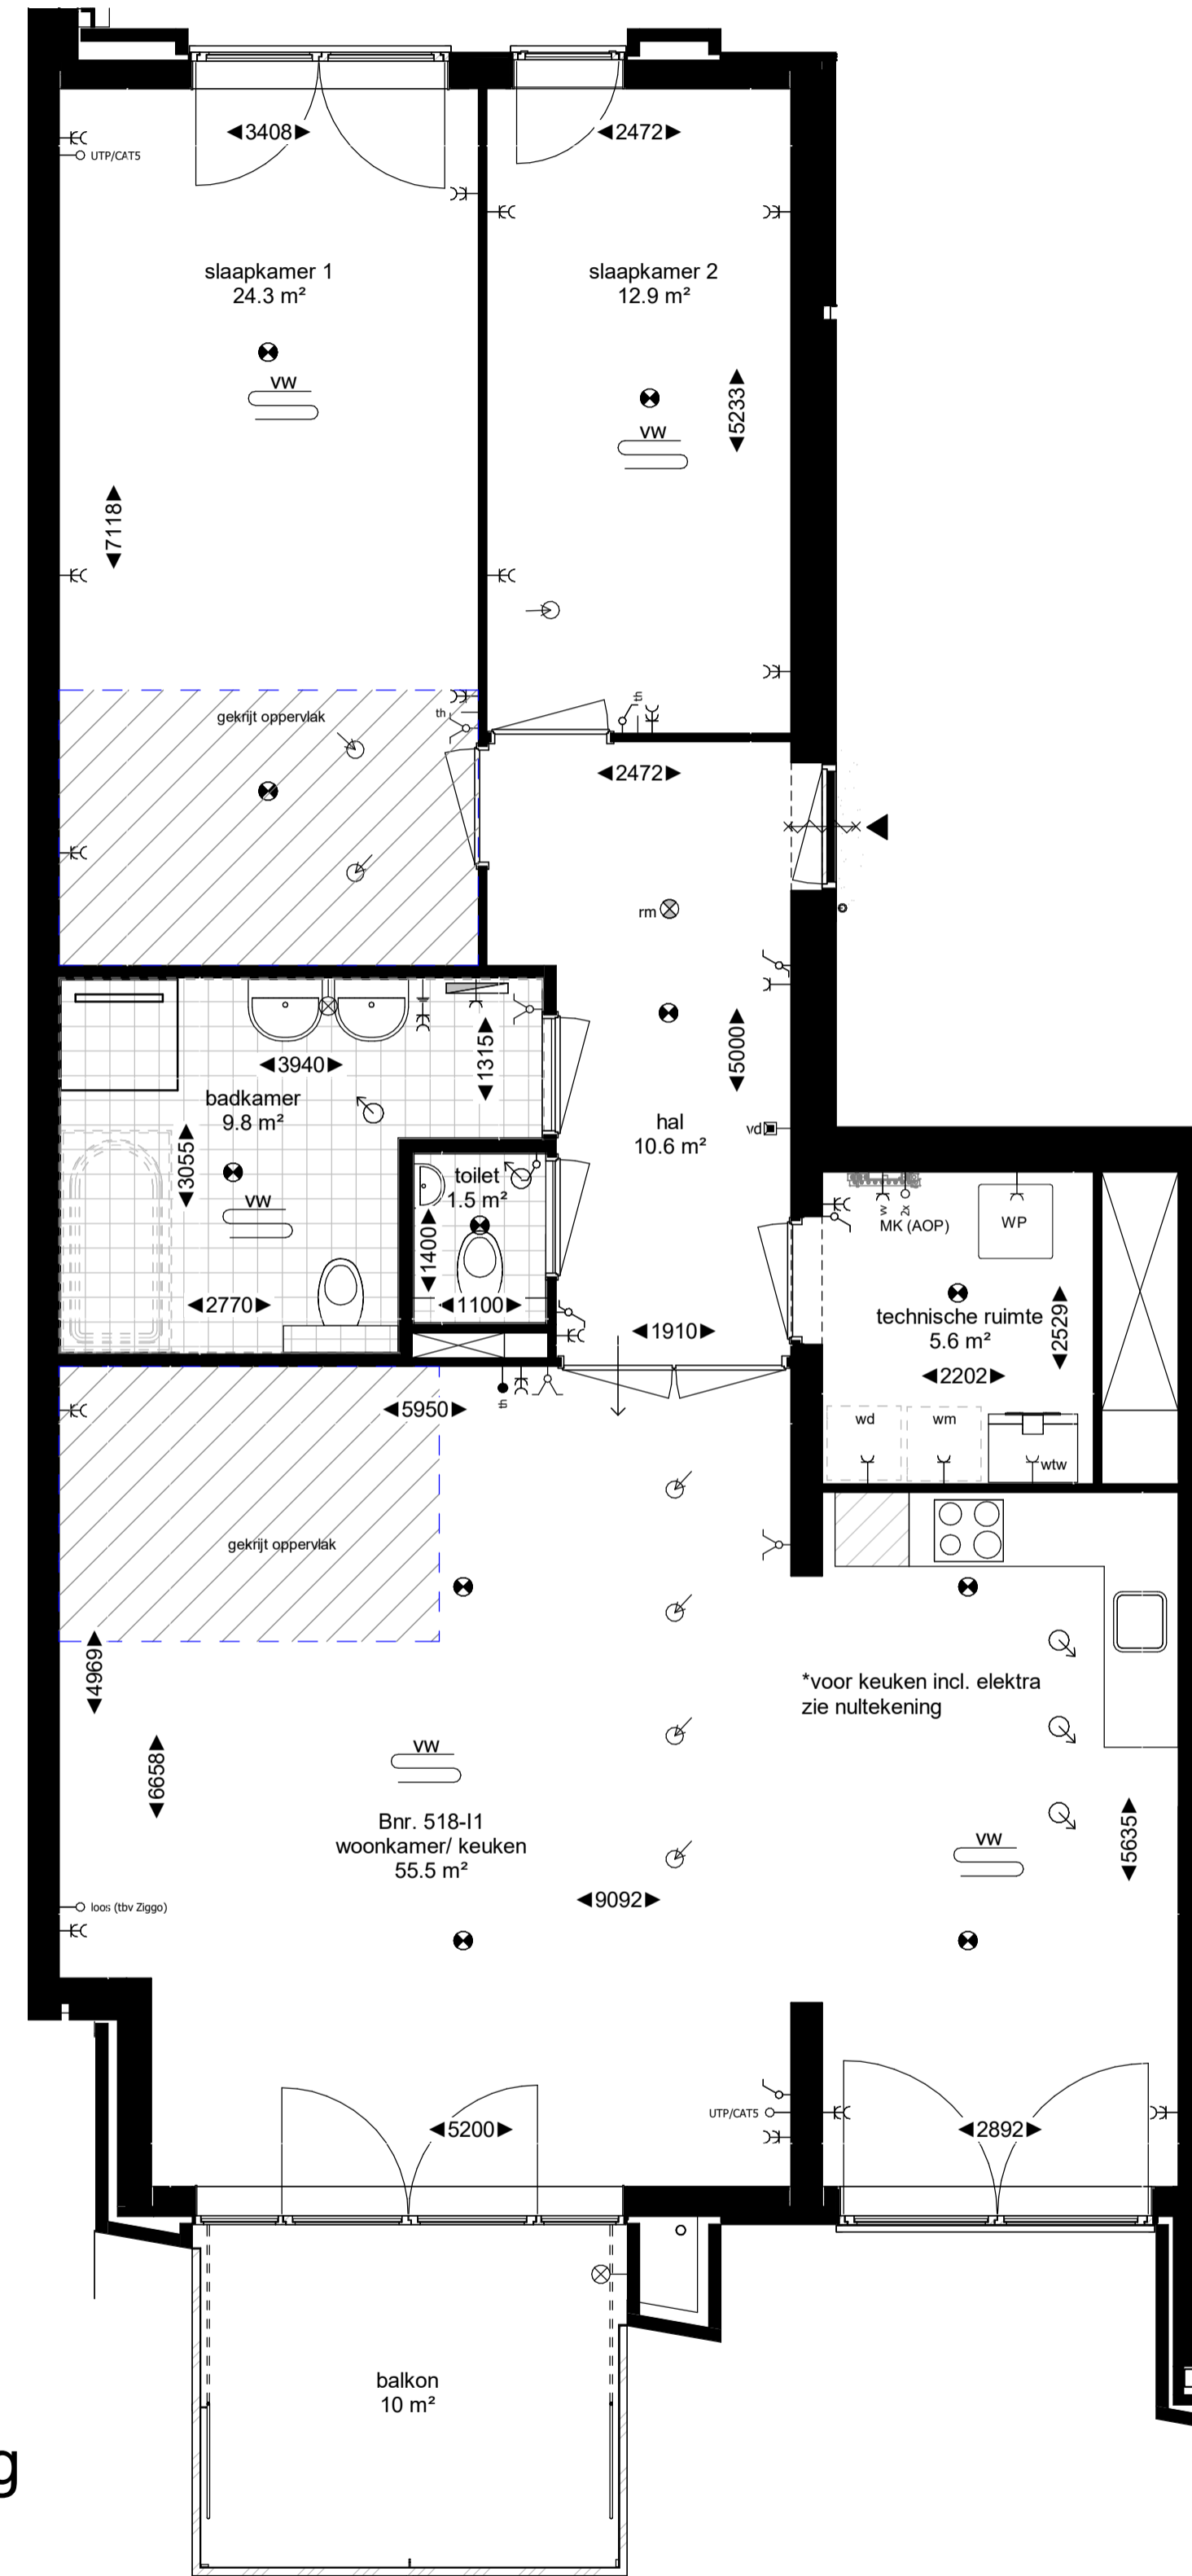 3408
2472
UTP/CAT5
slaapkamer 1
24.3 m²
slaapkamer 2
12.9 m²
vw
vw
5233
7118
gekrijt oppervlak
th
th
2472
rm
3940
1315
5000
badkamer
9.8 m²
hal
10.6 m²
vd
3055
toilet
1.5 m²
vw
1400
w
2x
MK (AOP)
WP
2770
1100
1910
technische ruimte
5.6 m²
2529
2202
th
5950
wd
wm
wtw
gekrijt oppervlak
4969
*voor keuken incl. elektra
zie nultekening
6658
vw
Bnr. 518-I1
woonkamer/ keuken
55.5 m²
vw
5635
9092
loos (tbv Ziggo)
UTP/CAT5
5200
2892
balkon
10 m²
g